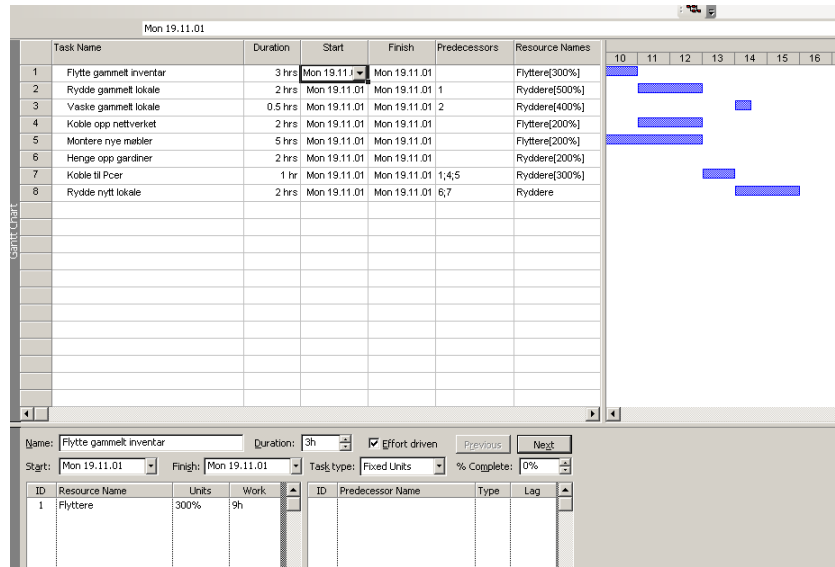 Mon 19.11.01
Task Name Duration Start Finish Predecessors Resource Names
10 11 12 13 14 15 16
1 Flytte gammelt inventar 3 hrs Mon 19.11 Mon 19.11.01 Flyttere[300%]
2 Rydde gammelt lokale 2 hrs Mon 19.11.01 Mon 19.11.01 1 Ryddere[500%]
3 Vaske gammelt lokale 0.5 hrs Mon 19.11.01 Mon 19.11.01 2 Ryddere[400%]
4 Koble opp nettverket 2 hrs Mon 19.11.01 Mon 19.11.01 Flyttere[200%]
5 Montere nye møbler 5 hrs Mon 19.11.01 Mon 19.11.01 Flyttere[200%]
6 Henge opp gardiner 2 hrs Mon 19.11.01 Mon 19.11.01 Ryddere[200%]
7 Koble til Pcer 1 hr Mon 19.11.01 Mon 19.11.01 1;4;5 Ryddere[300%]
8 Rydde nytt lokale 2 hrs Mon 19.11.01 Mon 19.11.01 6;7 Ryddere
Gantt Chart
Name: Flytte gammelt inventar Duration: 3h Effort driven Previous Next
Start: Mon 19.11.01 Finish: Mon 19.11.01 Task type: Fixed Units % Complete: 0%
ID Resource Name Units Work ID Predecessor Name Type Lag
1 Flyttere 300% 9h